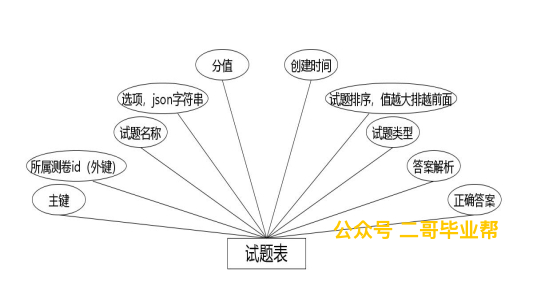 分值
创建时间
选项，json字符串
试题排序，值越大排越前面
试题名称
试题类型
所属测卷id（外键）
答案解析
主键
正确答案
公众号 二哥毕业帮
试题表